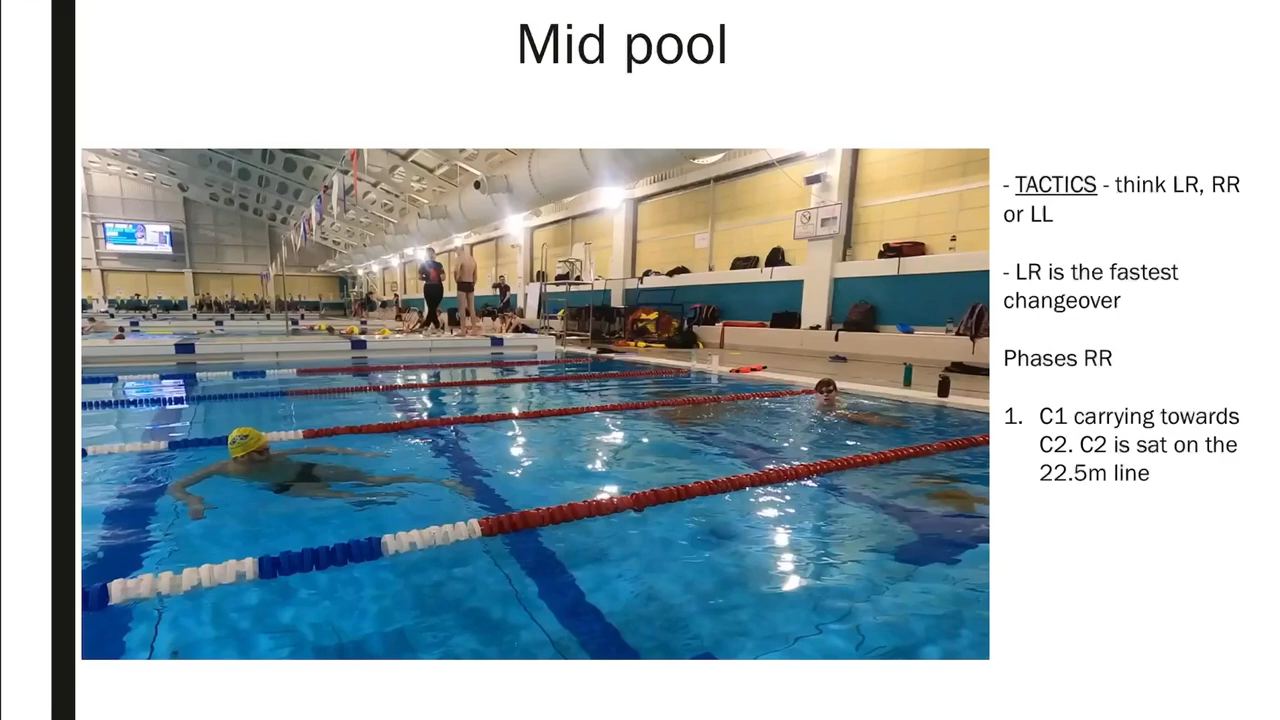 Mid pool
- TACTICS - think LR, RR
or LL
- LR is the fastest
changeover
Phases RR
1. C1 carrying towards
C2. C2 is sat on the
22.5m line